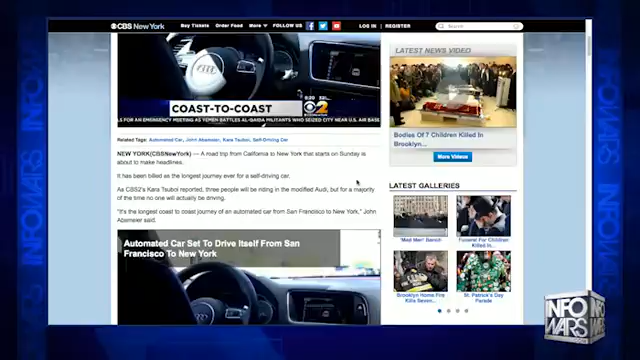 CBS New York
Buy Tickets Order Food More FOLLOW US
LOG IN | REGISTER
Search
COAST-TO-COAST
2
LS FOR AN EMERGENCY MEETING AS YEMEN BATTLES AL-QAIDA MILITANTS WHO SEIZED CITY NEAR U.S. AIR BASE
Related Tags: Automated Car, John Absmeier, Kara Tsuboi, Self-Driving Car
NEW YORK(CBSNewYork) — A road trip from California to New York that starts on Sunday is
about to make headlines.
It has been billed as the longest journey ever for a self-driving car.
As CBS2's Kara Tsuboi reported, three people will be riding in the modified Audi, but for a majority
of the time no one will actually be driving.
"It's the longest coast to coast journey of an automated car from San Francisco to New York," John
Absmeier said.
Automated Car Set To Drive Itself From San
Francisco To New York
LATEST NEWS VIDEO
Bodies Of 7 Children Killed In
Brooklyn...
More Videos
LATEST GALLERIES
'Mad Men' Bench
Funeral For Children
Killed In...
Brooklyn Home Fire
Kills Seven...
St. Patrick's Day
Parade
INFOWARS
INFO
WARS
.COM